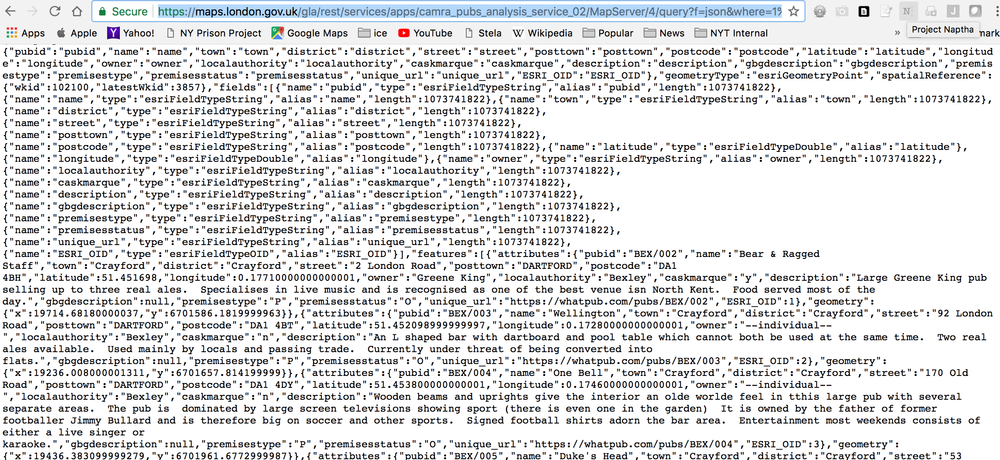 Secure https://maps.london.gov.uk/gla/rest/services/apps/camra_pubs_analysis_service_02/MapServer/4/query?f=json&where=1%
Apps Apple Yahoo! NY Prison Project Google Maps ice YouTube Stela Wikipedia Popular News NYT Internal » Project Naptha mark
{"pubid":"pubid","name":"name","town":"town","district":"district","street":"street","posttown":"posttown","postcode":"postcode","latitude":"latitude","longitud
e":"longitude","owner":"owner","localauthority":"localauthority","caskmarque":"caskmarque","description":"description","gbgdescription":"gbgdescription","premis
estype":"premisestype","premisesstatus":"premisesstatus","unique_url":"unique_url","ESRI_OID":"ESRI_OID"},"geometryType":"esriGeometryPoint","spatialReference":
{"wkid":102100,"latestWkid":3857},"fields":[{"name":"pubid","type":"esriFieldTypeString","alias":"pubid","length":1073741822},
{"name":"name","type":"esriFieldTypeString","alias":"name","length":1073741822},{"name":"town","type":"esriFieldTypeString","alias":"town","length":1073741822},
{"name":"district","type":"esriFieldTypeString","alias":"district","length":1073741822},
{"name":"street","type":"esriFieldTypeString","alias":"street","length":1073741822},
{"name":"posttown","type":"esriFieldTypeString","alias":"posttown","length":1073741822},
{"name":"postcode","type":"esriFieldTypeString","alias":"postcode","length":1073741822},{"name":"latitude","type":"esriFieldTypeDouble","alias":"latitude"},
{"name":"longitude","type":"esriFieldTypeDouble","alias":"longitude"},{"name":"owner","type":"esriFieldTypeString","alias":"owner","length":1073741822},
{"name":"localauthority","type":"esriFieldTypeString","alias":"localauthority","length":1073741822},
{"name":"caskmarque","type":"esriFieldTypeString","alias":"caskmarque","length":1073741822},
{"name":"description","type":"esriFieldTypeString","alias":"description","length":1073741822},
{"name":"gbgdescription","type":"esriFieldTypeString","alias":"gbgdescription","length":1073741822},
{"name":"premisestype","type":"esriFieldTypeString","alias":"premisestype","length":1073741822},
{"name":"premisesstatus","type":"esriFieldTypeString","alias":"premisesstatus","length":1073741822},
{"name":"unique_url","type":"esriFieldTypeString","alias":"unique_url","length":1073741822},
{"name":"ESRI_OID","type":"esriFieldTypeOID","alias":"ESRI_OID"}],"features":[{"attributes":{"pubid":"BEX/002","name":"Bear & Ragged
Staff","town":"Crayford","district":"Crayford","street":"2 London Road","posttown":"DARTFORD","postcode":"DA1
4BH","latitude":51.451698,"longitude":0.17710000000000001,"owner":"Greene King","localauthority":"Bexley","caskmarque":"y","description":"Large Greene King pub
selling up to three real ales.  Specialises in live music and is recognised as one of the best venue isn North Kent.  Food served most of the
day.","gbgdescription":null,"premisestype":"P","premisesstatus":"O","unique_url":"https://whatpub.com/pubs/BEX/002","ESRI_OID":1},"geometry":
{"x":19714.68180000037,"y":6701586.1819999963}},{"attributes":{"pubid":"BEX/003","name":"Wellington","town":"Crayford","district":"Crayford","street":"92 London
Road","posttown":"DARTFORD","postcode":"DA1 4BT","latitude":51.452098999999997,"longitude":0.17280000000000001,"owner":"--individual--
","localauthority":"Bexley","caskmarque":"n","description":"An L shaped bar with dartboard and pool table which cannot both be used at the same time.  Two real
ales available.  Used mainly by locals and passing trade.  Currently under threat of being converted into
flats.","gbgdescription":null,"premisestype":"P","premisesstatus":"O","unique_url":"https://whatpub.com/pubs/BEX/003","ESRI_OID":2},"geometry":
{"x":19236.008000001311,"y":6701657.814199999}},{"attributes":{"pubid":"BEX/004","name":"One Bell","town":"Crayford","district":"Crayford","street":"170 Old
Road","posttown":"DARTFORD","postcode":"DA1 4DY","latitude":51.453800000000001,"longitude":0.17460000000000001,"owner":"--individual--
","localauthority":"Bexley","caskmarque":"n","description":"Wooden beams and uprights give the interior an olde worlde feel in tthis large pub with several
separate areas.  The pub is  dominated by large screen televisions showing sport (there is even one in the garden)  It is owned by the father of former
footballer Jimmy Bullard and is therefore big on soccer and other sports.  Signed football shirts adorn the bar area.  Entertainment most weekends consists of
either a live singer or
karaoke.","gbgdescription":null,"premisestype":"P","premisesstatus":"O","unique_url":"https://whatpub.com/pubs/BEX/004","ESRI_OID":3},"geometry":
{"x":19436.383099999279,"y":6701961.6772999987}},{"attributes":{"pubid":"BEX/005","name":"Duke's Head","town":"Crayford","district":"Crayford","street":"53